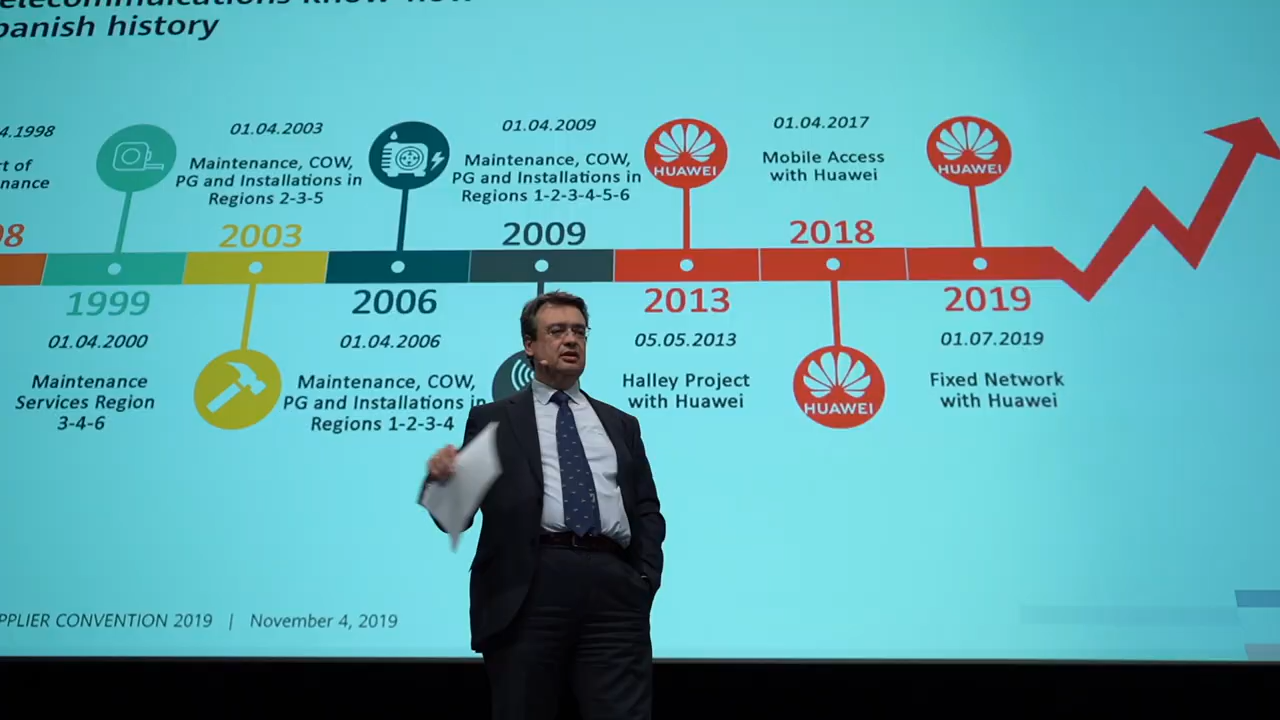 panish history
4.1998
rt of
nance
98
1999
01.04.2000
Maintenance
Services Region
3-4-6
01.04.2003
Maintenance, COW,
PG and Installations in
Regions 2-3-5
2003
2006
01.04.2006
Maintenance, COW,
PG and Installations in
Regions 1-2-3-4
01.04.2009
Maintenance, COW,
PG and Installations in
Regions 1-2-3-4-5-6
2009
HUAWEI
2013
05.05.2013
Halley Project
with Huawei
01.04.2017
Mobile Access
with Huawei
2018
HUAWEI
HUAWEI
2019
01.07.2019
Fixed Network
with Huawei
PPLIER CONVENTION 2019 | November 4, 2019